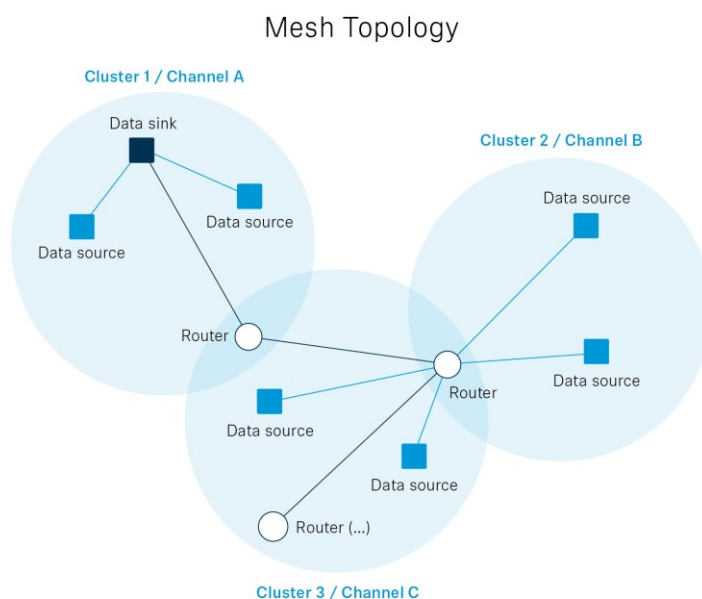 Mesh Topology
Cluster 1 / Channel A
Data sink
Cluster 2 / Channel B
Data source
Data source
Data source
Data source
Router
Data source
Router
Data source
Data source
Router (...)
Cluster 3 / Channel C